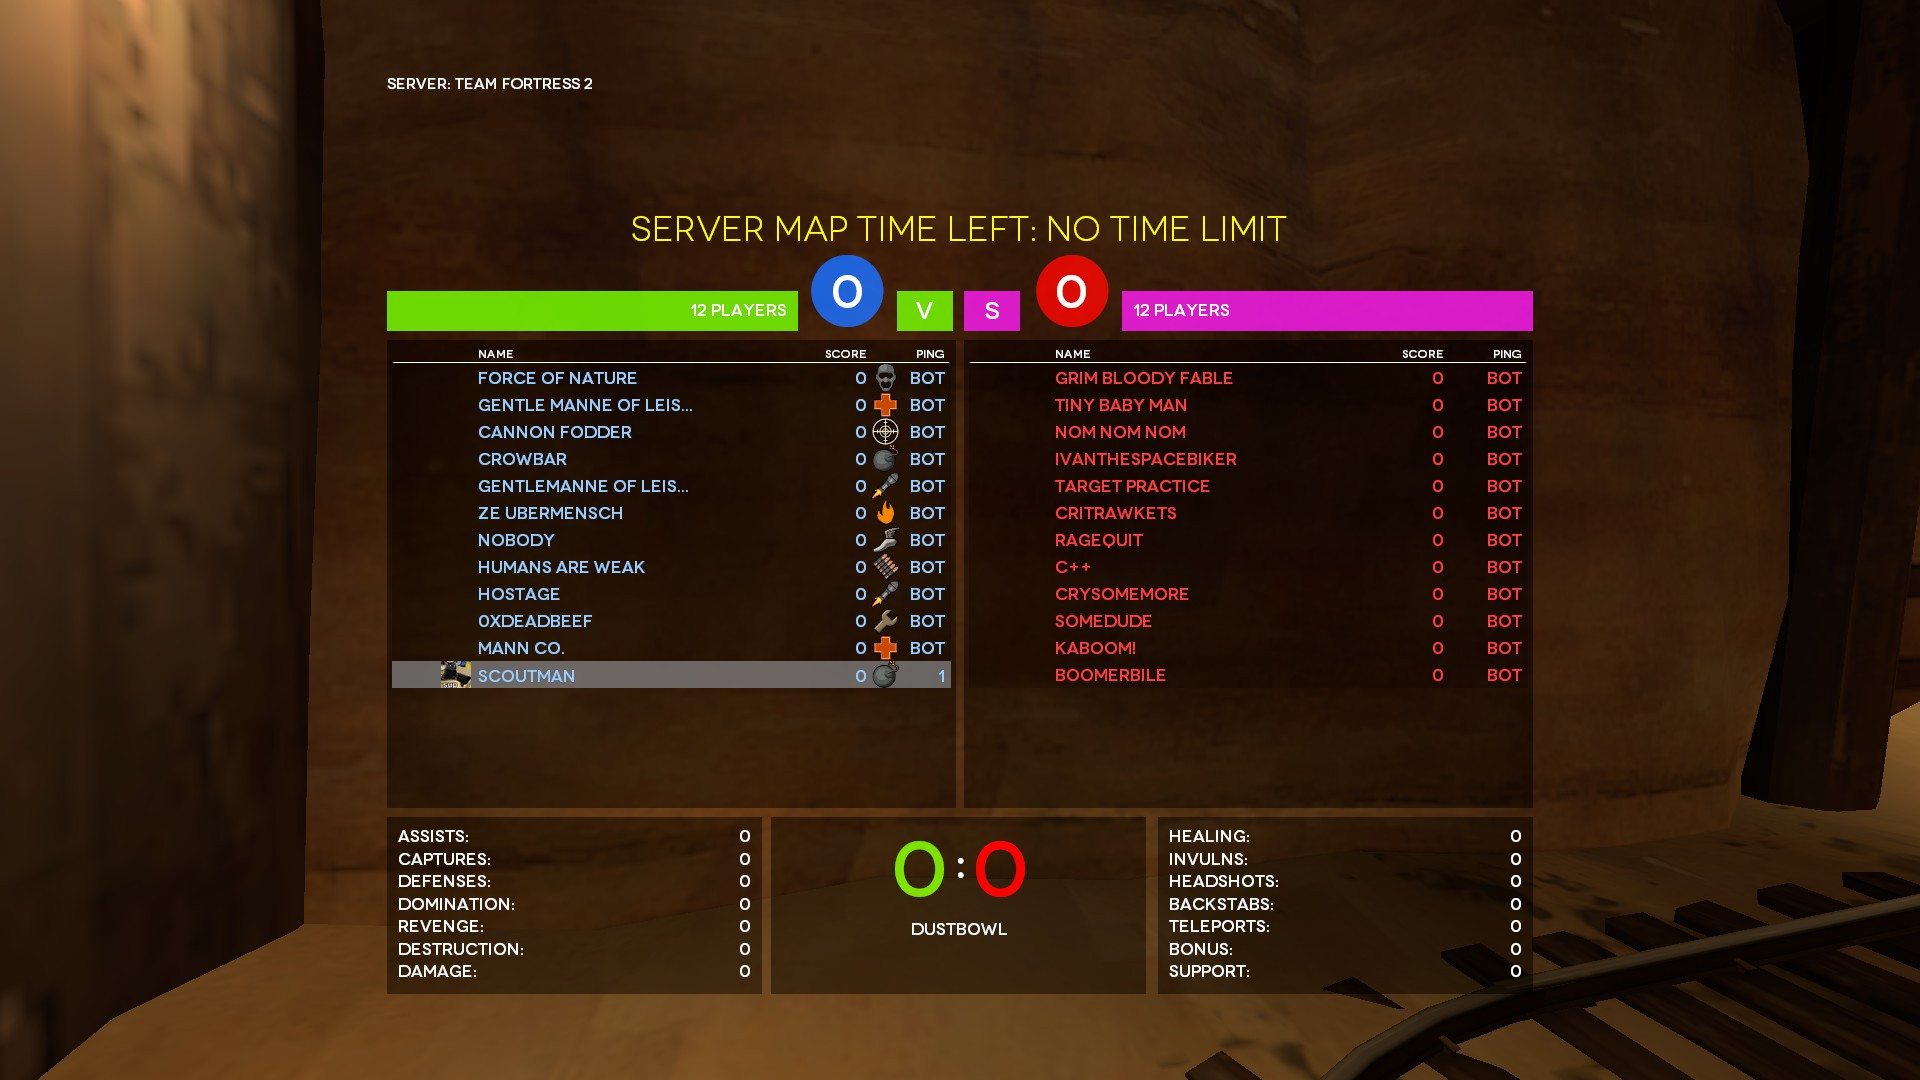 SERVER: TEAM FORTRESS 2
SERVER MAP TIME LEFT: NO TIME LIMIT
12 PLAYERS 0 V S 0 12 PLAYERS
NAME SCORE PING
FORCE OF NATURE 0 BOT
GENTLE MANNE OF LEIS... 0 BOT
CANNON FODDER 0 BOT
CROWBAR 0 BOT
GENTLEMANNE OF LEIS... 0 BOT
ZE UBERMENSCH 0 BOT
NOBODY 0 BOT
HUMANS ARE WEAK 0 BOT
HOSTAGE 0 BOT
0XDEADBEEF 0 BOT
MANN CO. 0 BOT
SCOUTMAN 0 1
NAME SCORE PING
GRIM BLOODY FABLE 0 BOT
TINY BABY MAN 0 BOT
NOM NOM NOM 0 BOT
IVANTHESPACEBIKER 0 BOT
TARGET PRACTICE 0 BOT
CRITRAWKETS 0 BOT
RAGEQUIT 0 BOT
C++ 0 BOT
CRYSOMEMORE 0 BOT
SOMEDUDE 0 BOT
KABOOM! 0 BOT
BOOMERBILE 0 BOT
ASSISTS: 0
CAPTURES: 0
DEFENSES: 0
DOMINATION: 0
REVENGE: 0
DESTRUCTION: 0
DAMAGE: 0
0 : 0
DUSTBOWL
HEALING: 0
INVULNS: 0
HEADSHOTS: 0
BACKSTABS: 0
TELEPORTS: 0
BONUS: 0
SUPPORT: 0